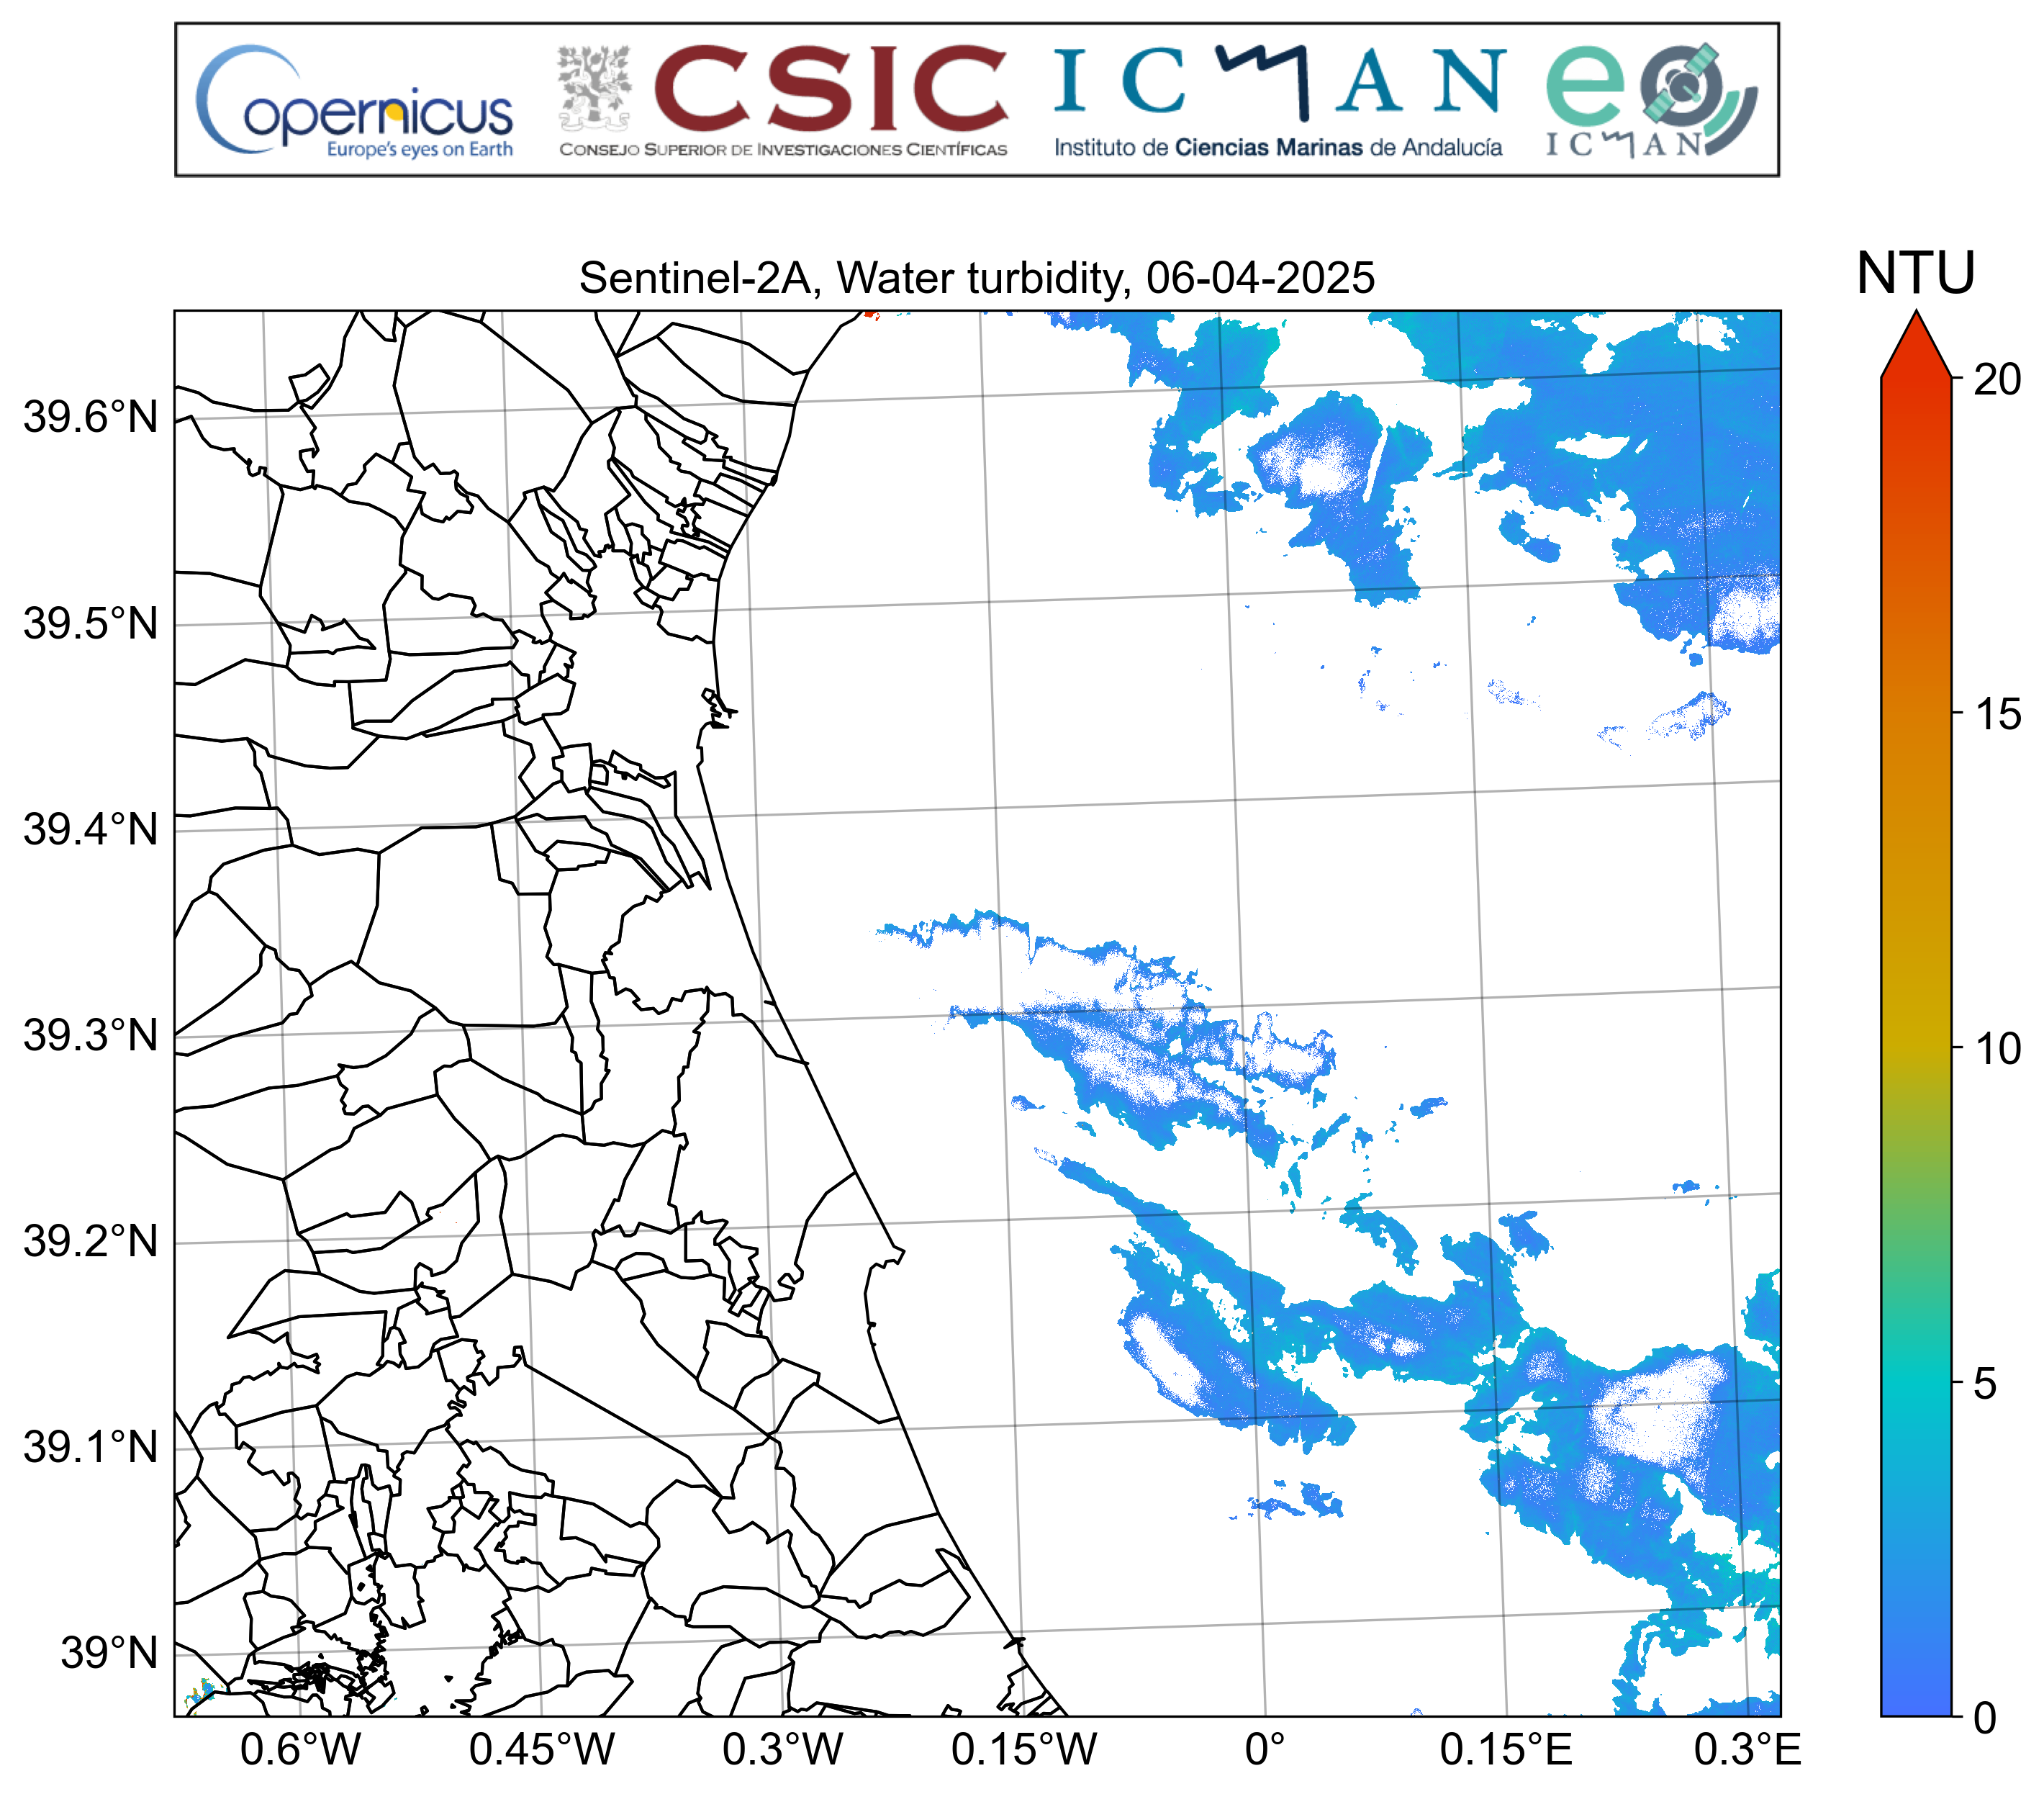 Copernicus
Europe's eyes on Earth
CSIC
CONSEJO SUPERIOR DE INVESTIGACIONES CIENTÍFICAS
ICMAN
Instituto de Ciencias Marinas de Andalucía
eo
ICMAN
Sentinel-2A, Water turbidity, 06-04-2025
NTU
39.6°N
39.5°N
39.4°N
39.3°N
39.2°N
39.1°N
39°N
0.6°W
0.45°W
0.3°W
0.15°W
0°
0.15°E
0.3°E
20
15
10
5
0